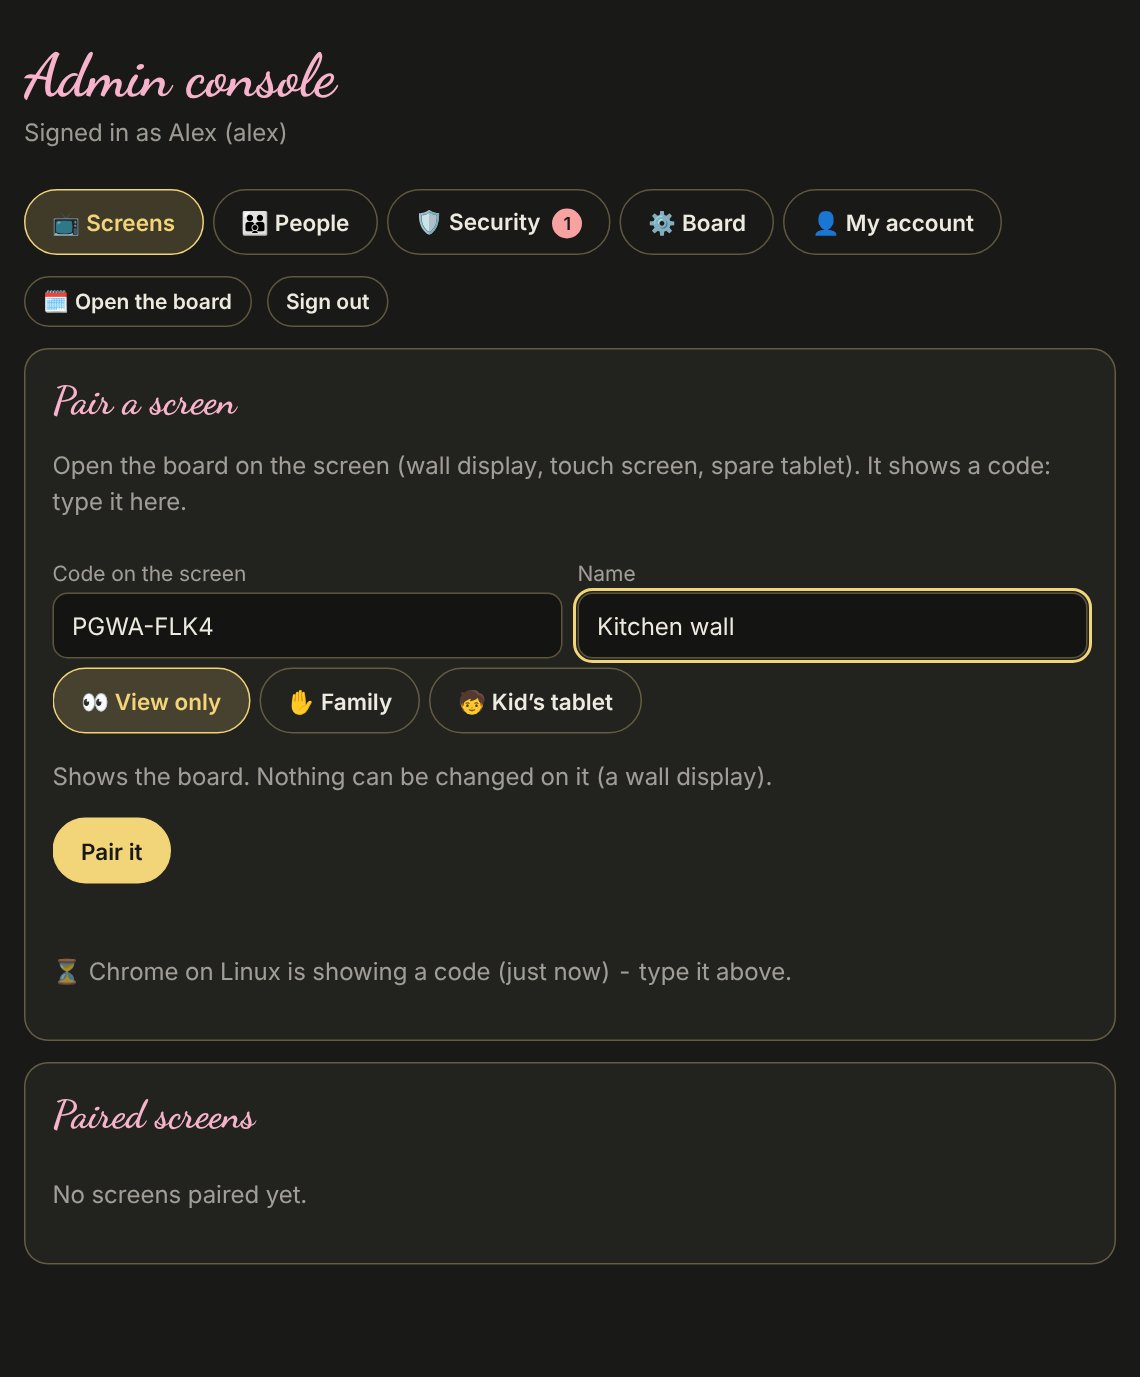 Admin console
Signed in as Alex (alex)
📺 Screens
👪 People
🛡️ Security 1
⚙️ Board
👤 My account
🗓️ Open the board
Sign out
Pair a screen
Open the board on the screen (wall display, touch screen, spare tablet). It shows a code:
type it here.
Code on the screen
Name
PGWA-FLK4
Kitchen wall
👀 View only
✋ Family
🧒 Kid’s tablet
Shows the board. Nothing can be changed on it (a wall display).
Pair it
⏳ Chrome on Linux is showing a code (just now) - type it above.
Paired screens
No screens paired yet.